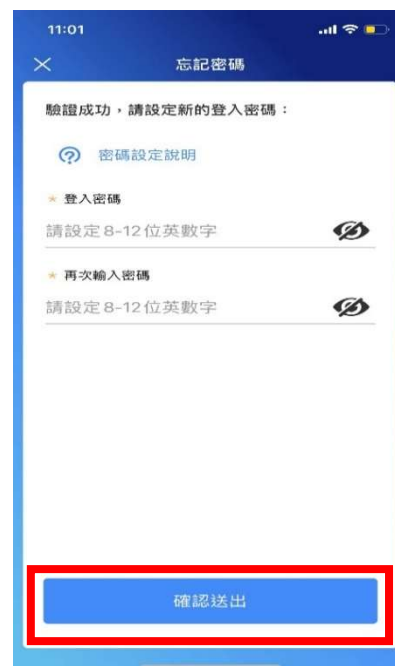 11:01
忘記密碼
驗證成功，請設定新的登入密碼：
密碼設定說明
* 登入密碼
請設定8-12位英數字
* 再次輸入密碼
請設定8-12位英數字
確認送出